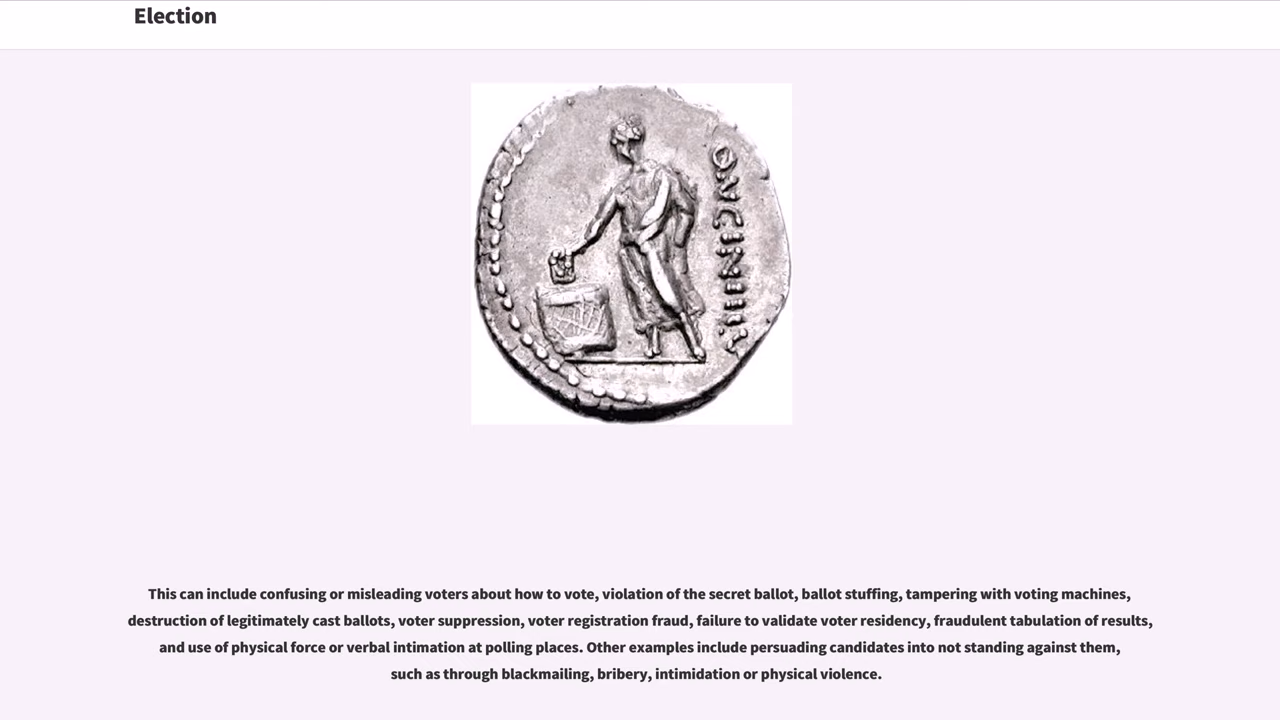 Election
This can include confusing or misleading voters about how to vote, violation of the secret ballot, ballot stuffing, tampering with voting machines,
destruction of legitimately cast ballots, voter suppression, voter registration fraud, failure to validate voter residency, fraudulent tabulation of results,
and use of physical force or verbal intimation at polling places. Other examples include persuading candidates into not standing against them,
such as through blackmailing, bribery, intimidation or physical violence.